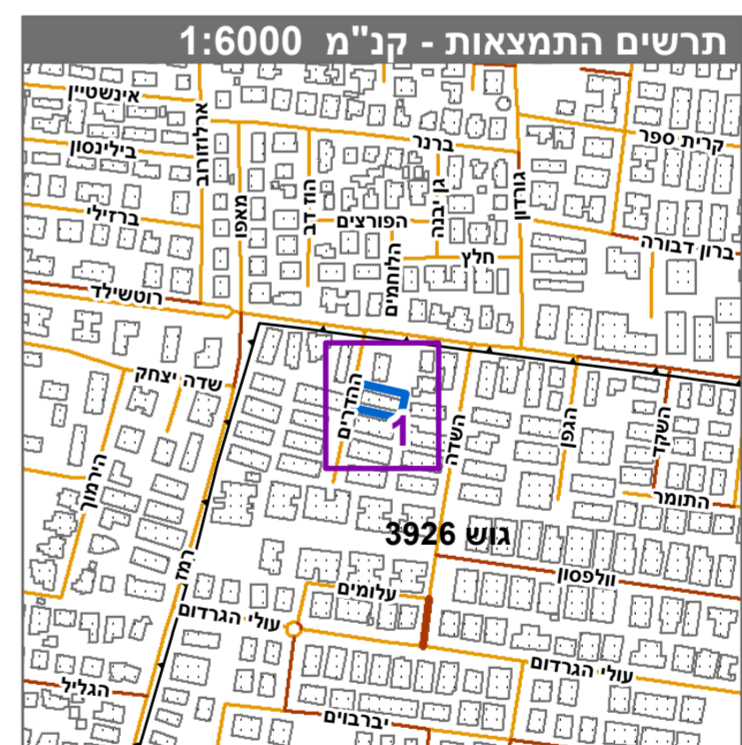 תרשים התמצאות - קנ"מ 1:6000
אינשטיין
ארלוזורוב
ברנר
קרית ספר
בילינסון
מאפו
הוז דב
גן יבנה
גורדון
ברזילי
הפורצים
ברון דבורה
הלוחמים
חלץ
רוטשילד
שדה יצחק
ההדרים
1
השדה
הגפן
השקד
הירמוך
התומר
גוש 3926
רמז
וולפסון
עלומים
עולי הגרדום
עולי הגרדום
הגליל
יברבוים